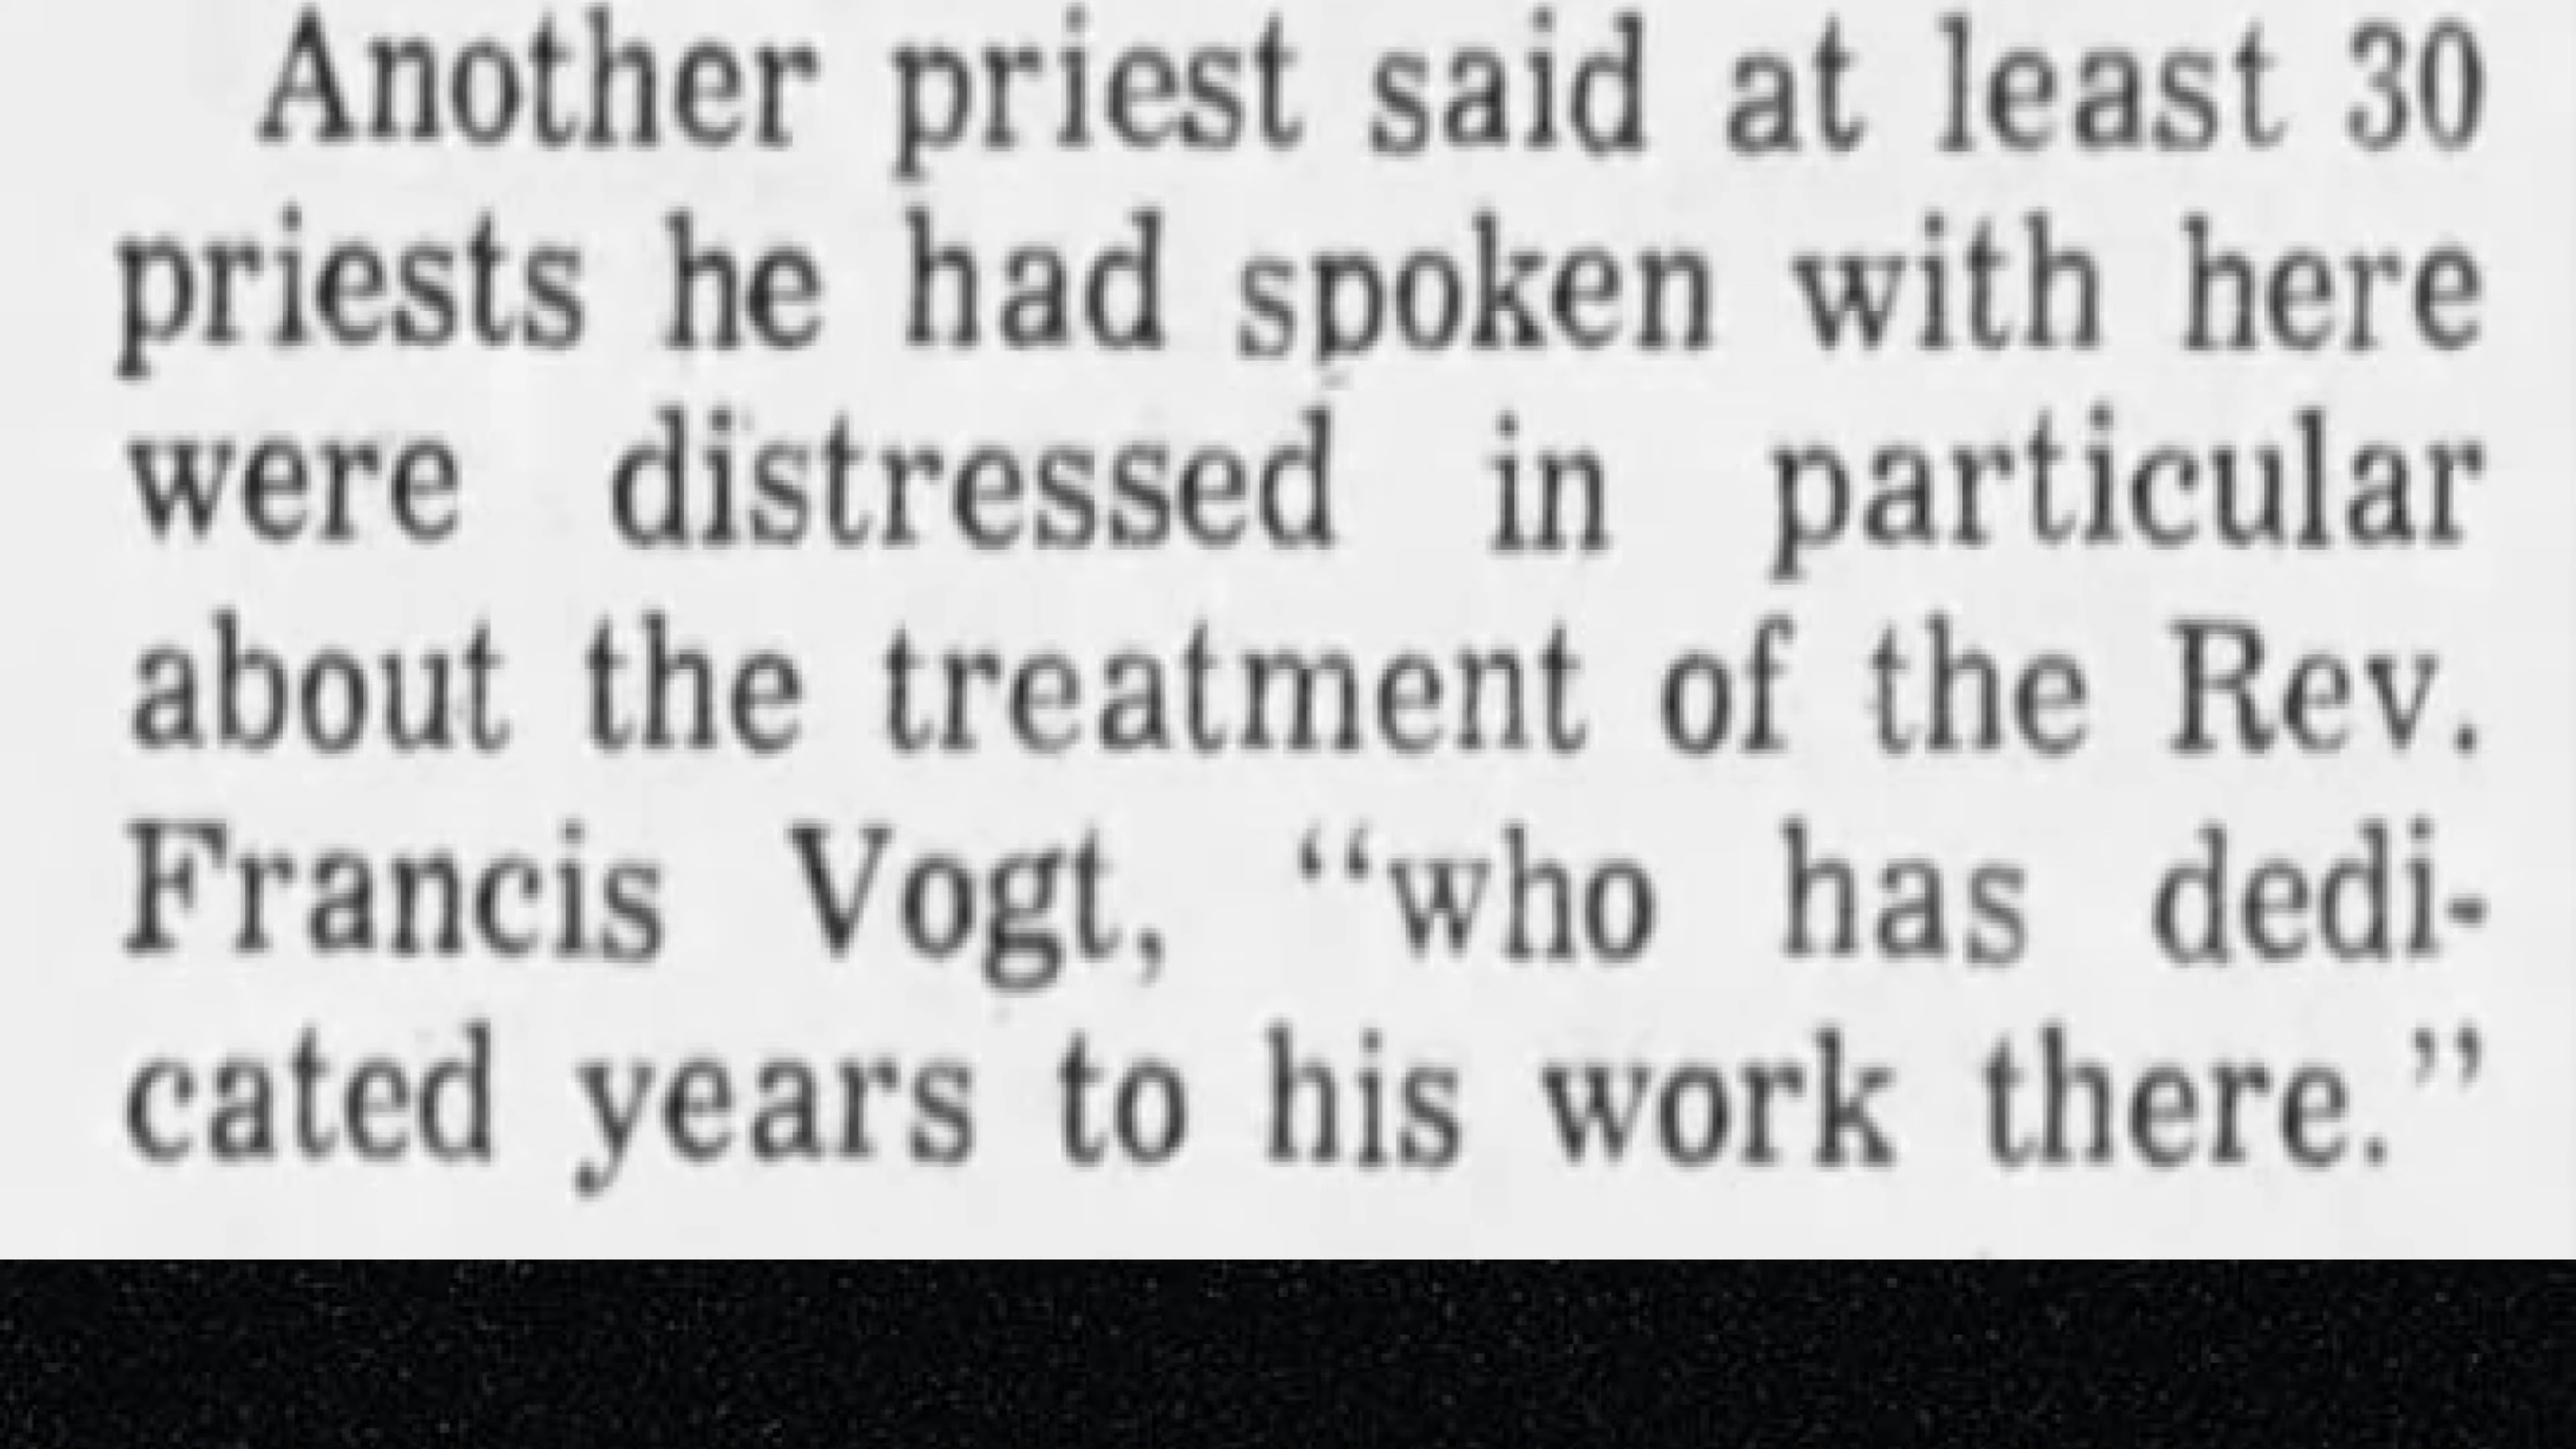 Another priest said at least 30
priests he had spoken with here
were distressed in particular
about the treatment of the Rev.
Francis Vogt, “who has dedi-
cated years to his work there.”